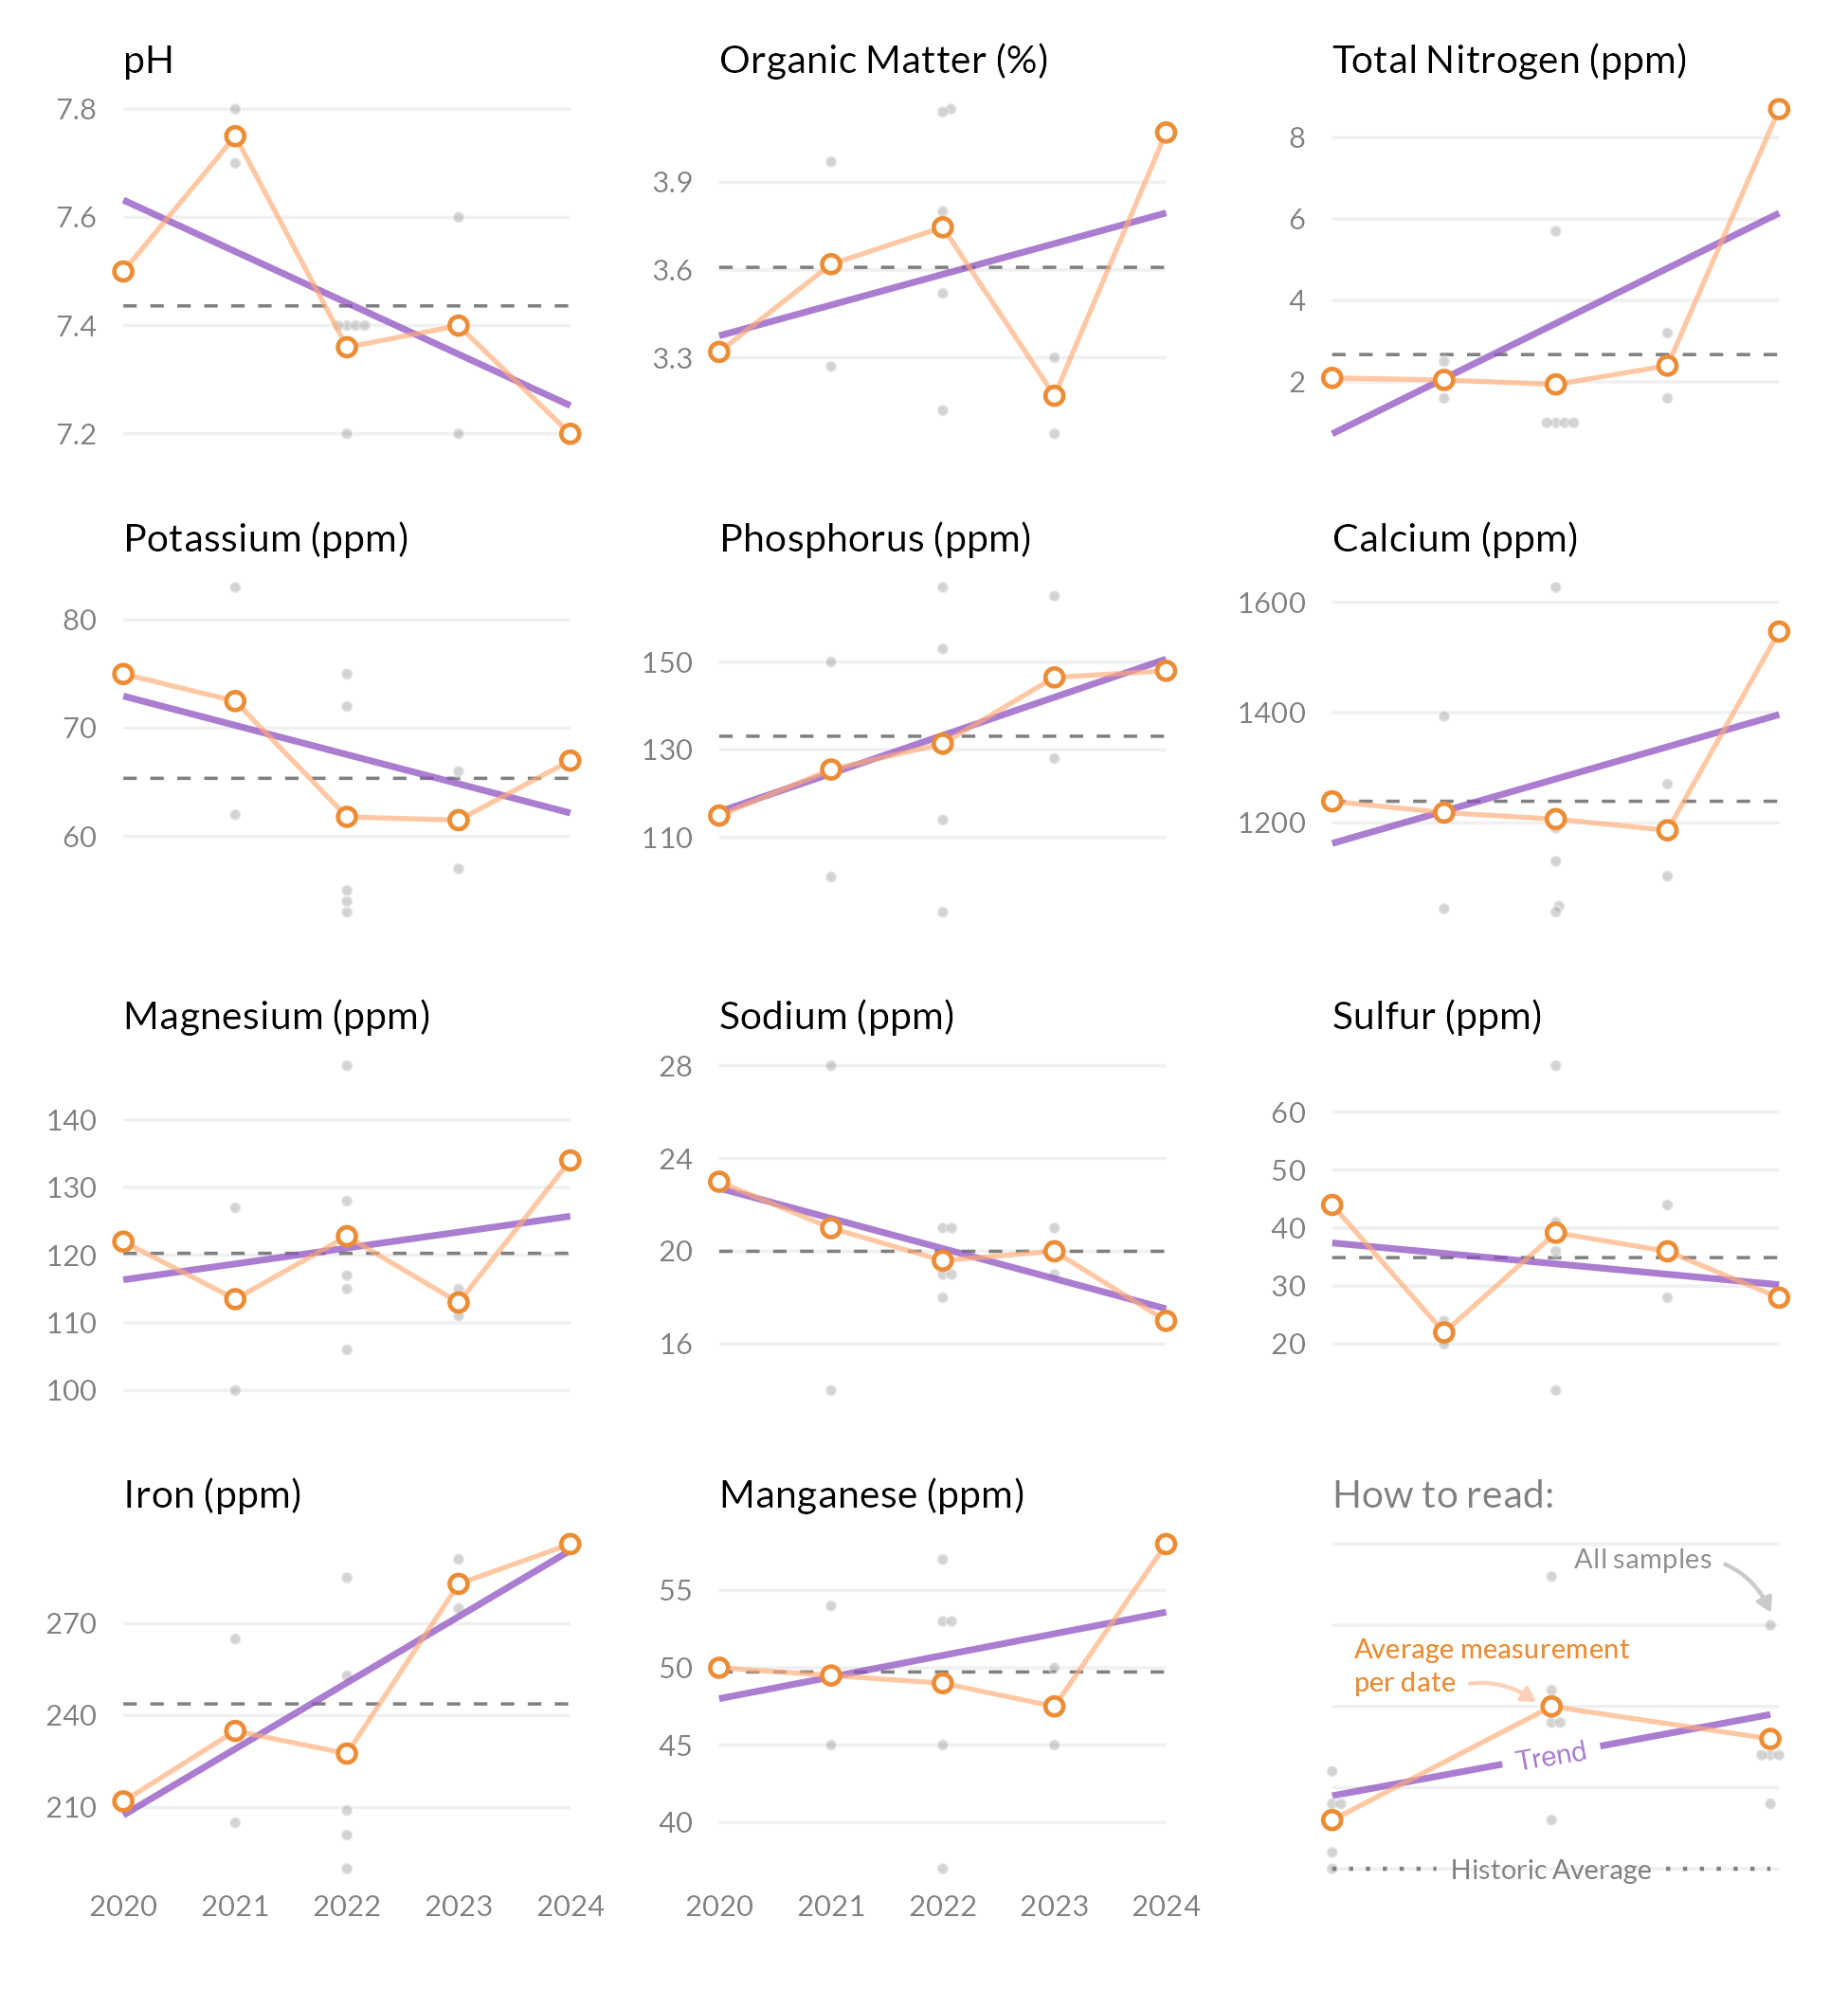 pH
7.8
7.6
7.4
7.2
Organic Matter (%)
3.9
3.6
3.3
Total Nitrogen (ppm)
8
6
4
2
Potassium (ppm)
80
70
60
Phosphorus (ppm)
150
130
110
Calcium (ppm)
1600
1400
1200
Magnesium (ppm)
140
130
120
110
100
Sodium (ppm)
28
24
20
16
Sulfur (ppm)
60
50
40
30
20
Iron (ppm)
270
240
210
2020 2021 2022 2023 2024
Manganese (ppm)
55
50
45
40
2020 2021 2022 2023 2024
How to read:
All samples
Average measurement
per date
Trend
Historic Average